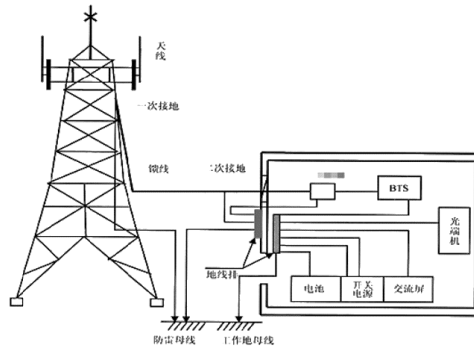 天
线
一次接地
馈线
二次接地
BTS
光
端
机
地线排
电池
开关
电源
交流屏
防雷母线
工作地母线